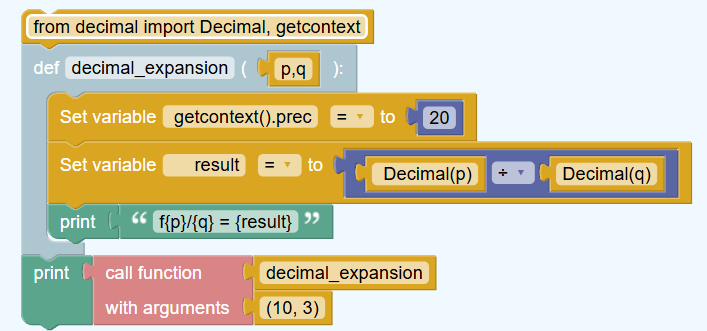 from decimal import Decimal, getcontext
def decimal_expansion ( p,q ):
Set variable getcontext().prec = to 20
Set variable result = to Decimal(p) ÷ Decimal(q)
print “ f{p}/{q} = {result} ”
print call function decimal_expansion
with arguments (10, 3)